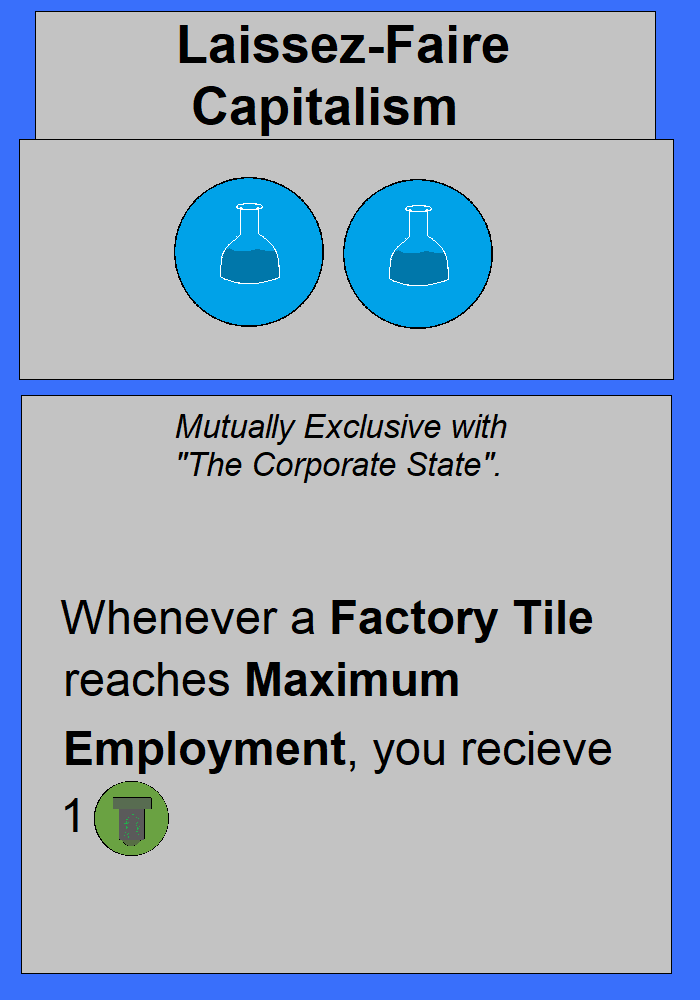 Laissez-Faire
Capitalism
Mutually Exclusive with
"The Corporate State".
Whenever a Factory Tile
reaches Maximum
Employment, you recieve
1